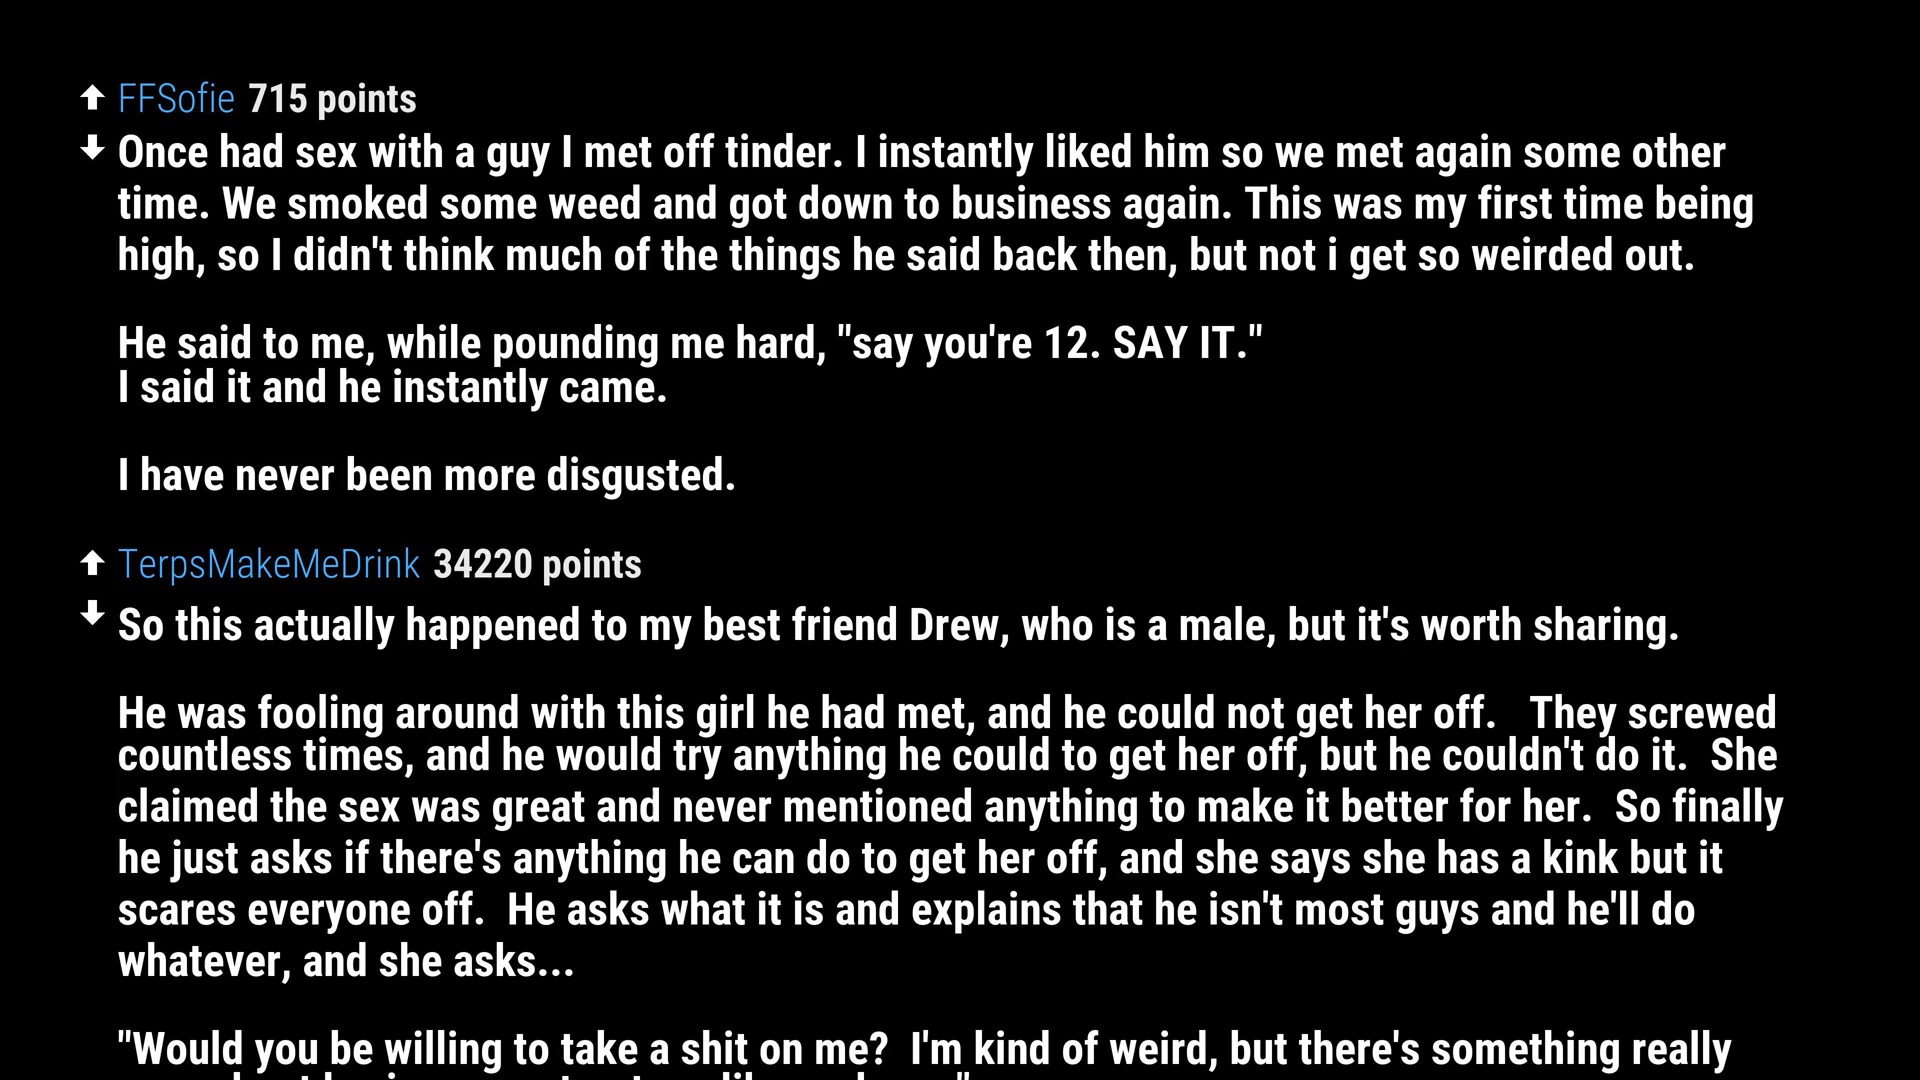 FFSofie 715 points
Once had sex with a guy I met off tinder. I instantly liked him so we met again some other
time. We smoked some weed and got down to business again. This was my first time being
high, so I didn't think much of the things he said back then, but not i get so weirded out.
He said to me, while pounding me hard, "say you're 12. SAY IT."
I said it and he instantly came.
I have never been more disgusted.
TerpsMakeMeDrink 34220 points
So this actually happened to my best friend Drew, who is a male, but it's worth sharing.
He was fooling around with this girl he had met, and he could not get her off. They screwed
countless times, and he would try anything he could to get her off, but he couldn't do it. She
claimed the sex was great and never mentioned anything to make it better for her. So finally
he just asks if there's anything he can do to get her off, and she says she has a kink but it
scares everyone off. He asks what it is and explains that he isn't most guys and he'll do
whatever, and she asks...
"Would you be willing to take a shit on me? I'm kind of weird, but there's something really